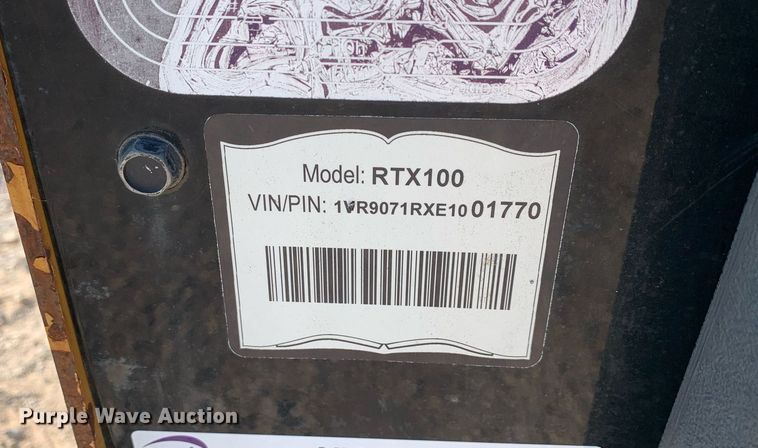 Model: RTX100
VIN/PIN: 1VR9071RXE1001770
Purple Wave Auction